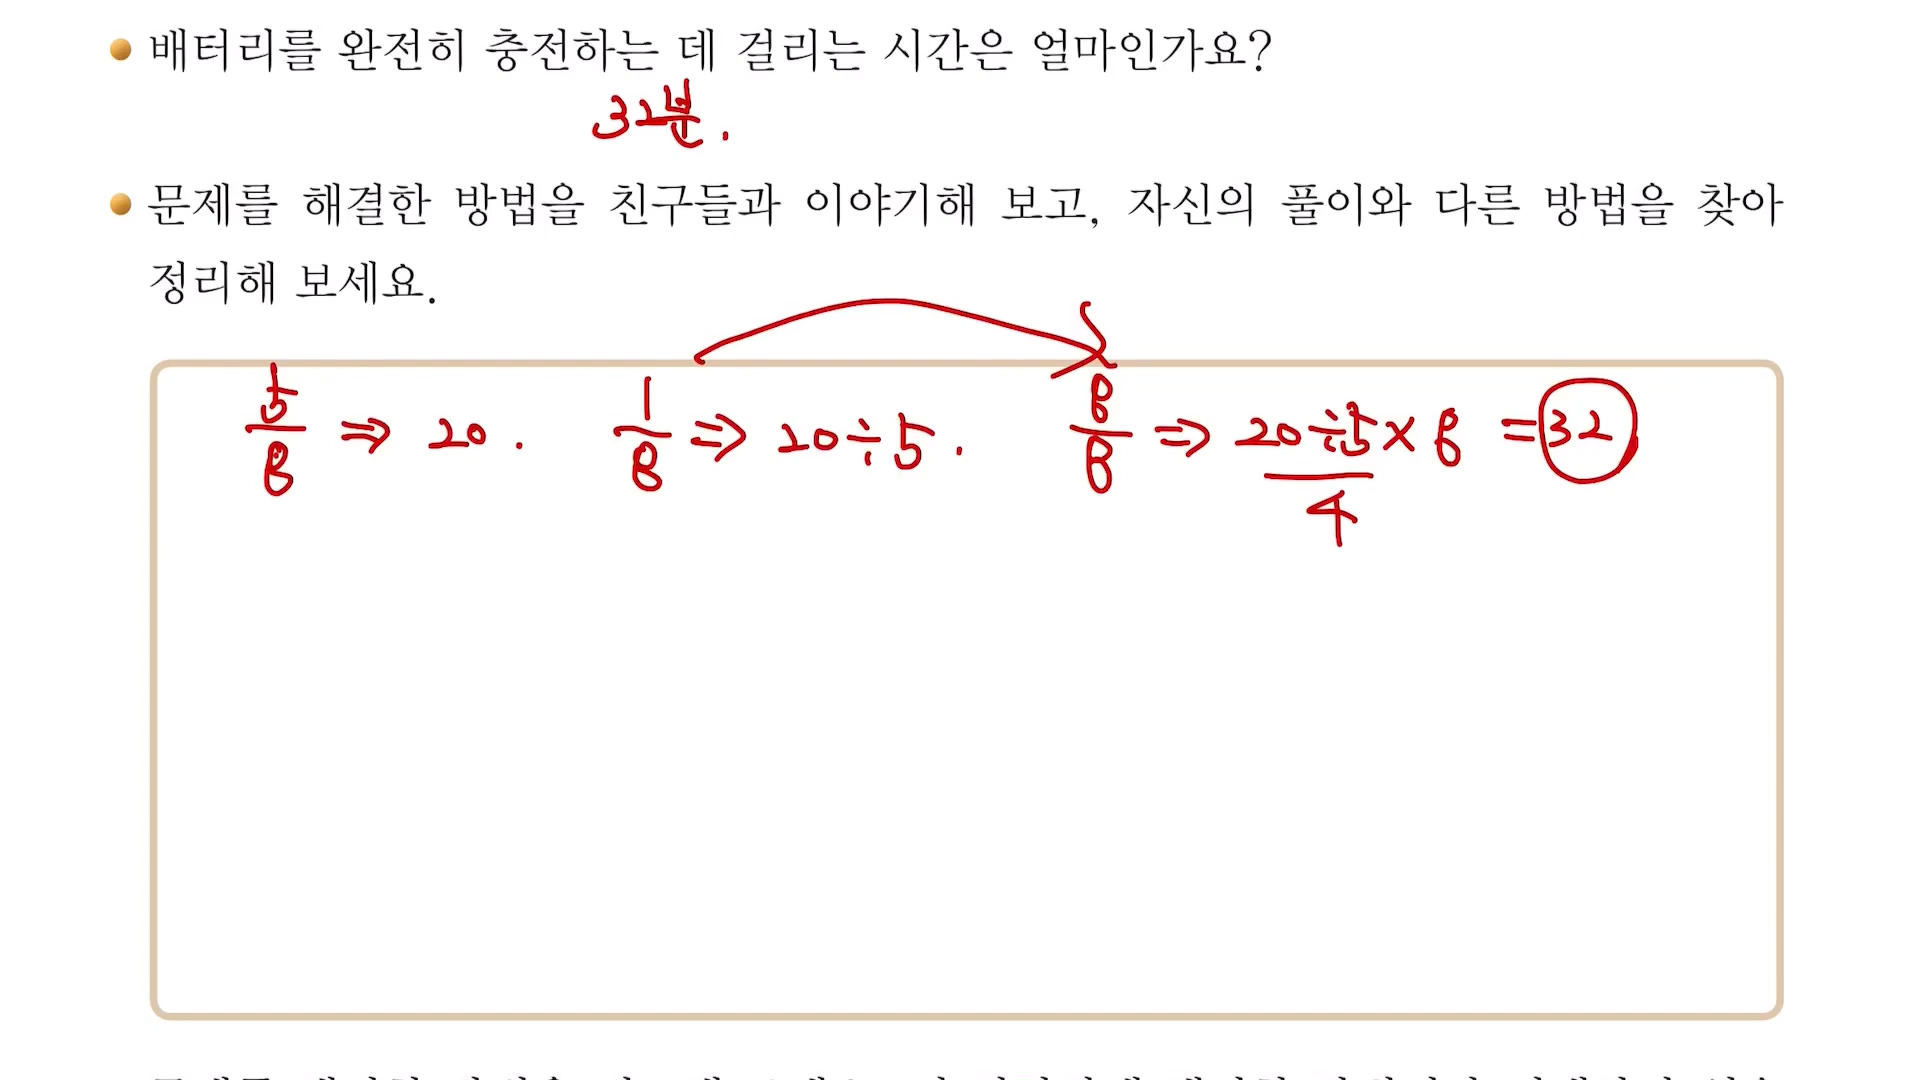 배터리를 완전히 충전하는 데 걸리는 시간은 얼마인가요?
32분.
문제를 해결한 방법을 친구들과 이야기해 보고, 자신의 풀이와 다른 방법을 찾아
정리해 보세요.
5/8 ⇒ 20. 1/8 ⇒ 20÷5. 8/8 ⇒ 20÷5×8 = 32
4